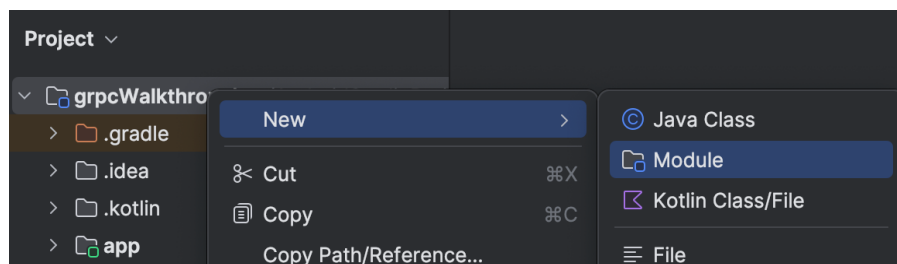 Project
grpcWalkthro
.gradle
.idea
.kotlin
app
New
Cut ⌘X
Copy ⌘C
Copy Path/Reference...
Java Class
Module
Kotlin Class/File
File